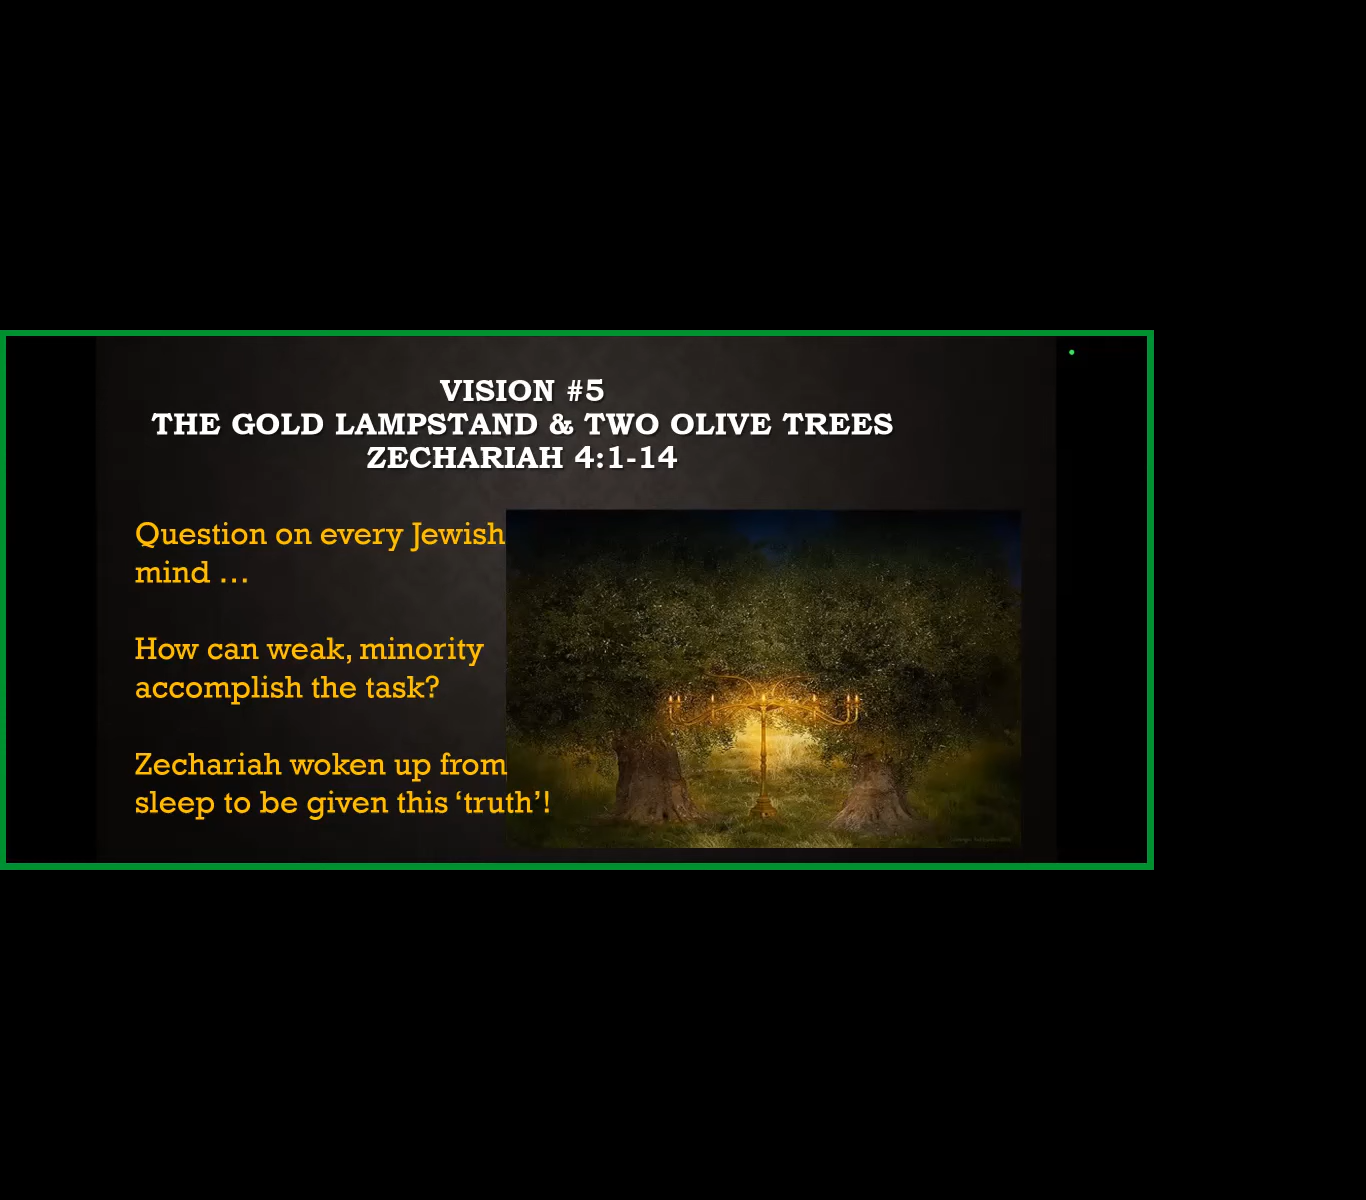 VISION #5
THE GOLD LAMPSTAND & TWO OLIVE TREES
ZECHARIAH 4:1-14
Question on every Jewish
mind …
How can weak, minority
accomplish the task?
Zechariah woken up from
sleep to be given this ‘truth’!